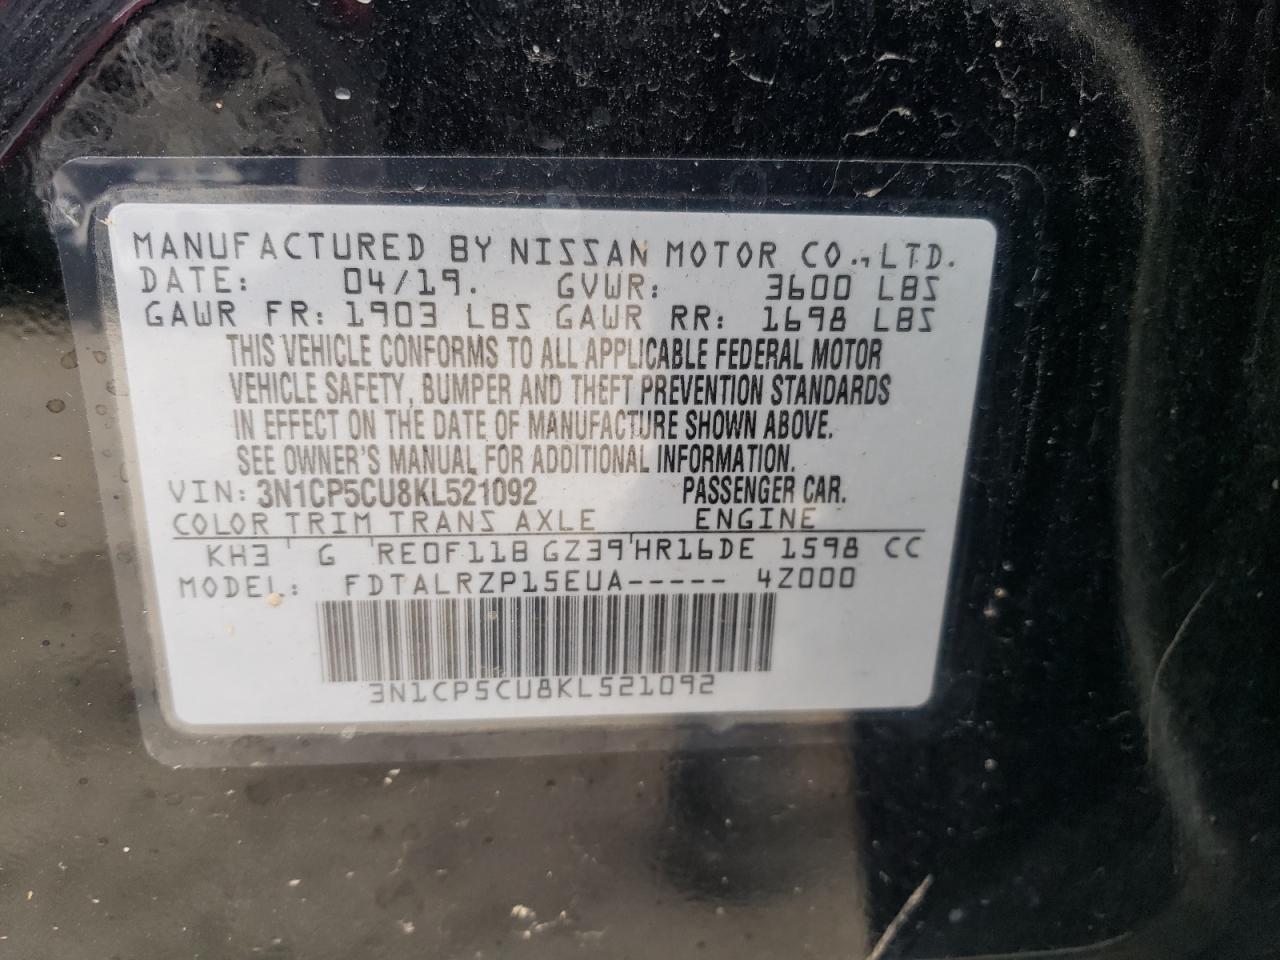 MANUFACTURED BY NISSAN MOTOR CO., LTD.
DATE: 04/19. GVWR: 3600 LBS
GAWR FR: 1903 LBS GAWR RR: 1698 LBS
THIS VEHICLE CONFORMS TO ALL APPLICABLE FEDERAL MOTOR
VEHICLE SAFETY, BUMPER AND THEFT PREVENTION STANDARDS
IN EFFECT ON THE DATE OF MANUFACTURE SHOWN ABOVE.
SEE OWNER'S MANUAL FOR ADDITIONAL INFORMATION.
VIN: 3N1CP5CU8KL521092 PASSENGER CAR.
COLOR TRIM TRANS AXLE ENGINE
KH3 ' G ' RE0F11B GZ39 ' HR16DE 1598 CC
MODEL: FDTALRZP15EUA----- 4Z000
3N1CP5CU8KL521092